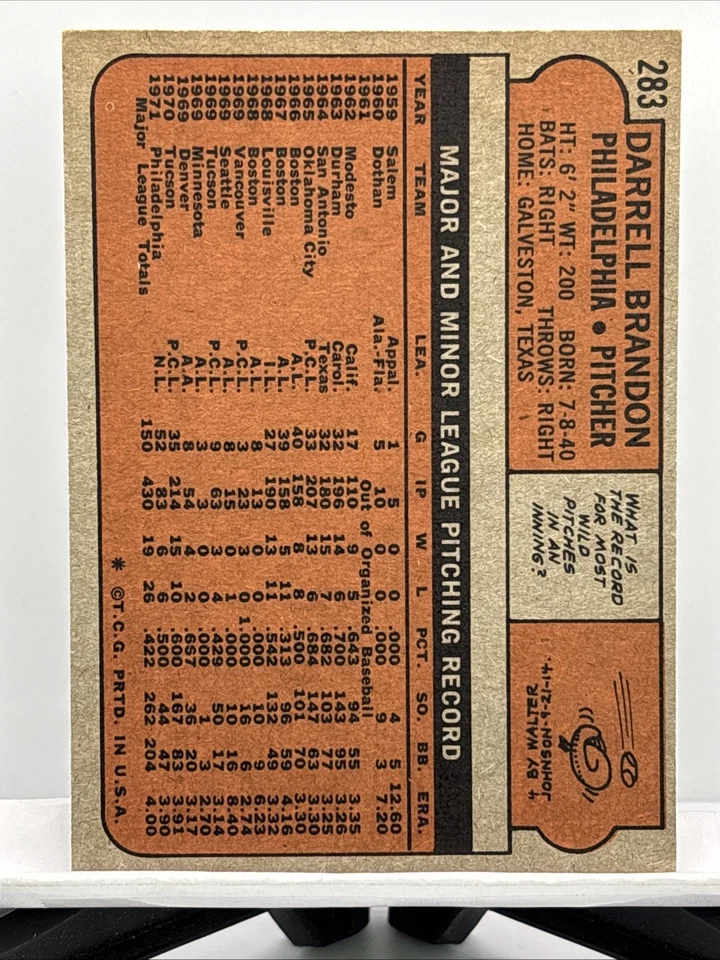 283
DARRELL BRANDON
PHILADELPHIA • PITCHER
HT: 6' 2" WT: 200 BORN: 7-8-40
BATS: RIGHT THROWS: RIGHT
HOME: GALVESTON, TEXAS
WHAT IS
THE RECORD
FOR MOST
WILD
PITCHES
IN AN
INNING?
4 BY WALTER
JOHNSON-9-21-14.
MAJOR AND MINOR LEAGUE PITCHING RECORD
YEAR TEAM LEA. G IP W L PCT. SO. BB. ERA.
1959 Salem Appal. 1 5 0 0 .000 4 5 12.60
1960 Dothan Ala.-Fla. 5 10 0 0 .000 9 3 7.20
1961 Out of Organized Baseball
1962 Modesto Calif. 17 110 9 5 .643 94 55 3.35
1963 Durham Carol. 32 196 14 6 .700 143 95 3.26
1964 San Antonio Texas 32 180 15 7 .682 103 77 3.25
1965 Oklahoma City P.C.L. 33 207 13 6 .684 147 63 3.30
1966 Boston A.L. 40 158 8 8 .500 101 70 3.30
1967 Boston A.L. 39 158 5 11 .313 96 59 4.16
1968 Louisville I.L. 27 190 13 11 .542 132 49 3.32
1968 Boston A.L. 8 13 0 0 .000 10 9 6.23
1968 Vancouver P.C.L. 3 23 3 0 1.000 16 6 2.74
1969 Seattle A.L. 8 15 0 1 .000 10 16 8.40
1969 Tucson P.C.L. 9 63 3 4 .429 50 17 3.14
1969 Minnesota A.L. 3 3 0 0 .000 1 3 2.70
1969 Denver A.A. 8 54 4 2 .667 36 20 3.17
1970 Tucson P.C.L. 35 214 15 10 .600 167 83 3.91
1971 Philadelphia N.L. 52 83 6 6 .500 44 47 3.90
Major League Totals 150 430 19 26 .422 262 204 4.00
* ©T.C.G. PRTD. IN U.S.A.